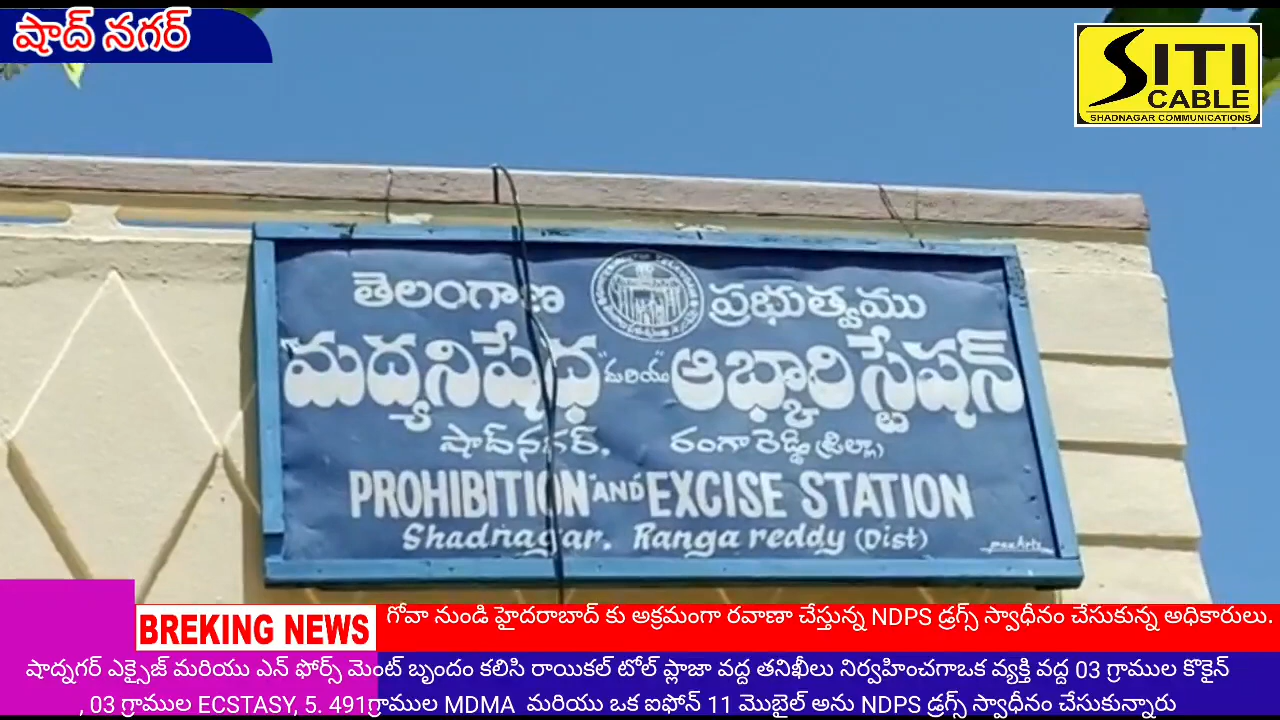 షాద్ నగర్
SITI
CABLE
SHADNAGAR COMMUNICATIONS
తెలంగాణ ప్రభుత్వము
మద్యనిషేధ "మరియు" ఆబ్కారి స్టేషన్
షాద్‌నగర్. రంగారెడ్డి (జిల్లా)
PROHIBITION AND EXCISE STATION
Shadnagar. Ranga reddy (Dist)
BREKING NEWS
గోవా నుండి హైదరాబాద్ కు అక్రమంగా రవాణా చేస్తున్న NDPS డ్రగ్స్ స్వాధీనం చేసుకున్న అధికారులు.
షాద్నగర్ ఎక్సైజ్ మరియు ఎన్ ఫోర్స్ మెంట్ బృందం కలిసి రాయికల్ టోల్ ప్లాజా వద్ద తనిఖీలు నిర్వహించగాఒక వ్యక్తి వద్ద 03 గ్రాముల కొకైన్
, 03 గ్రాముల ECSTASY, 5. 491గ్రాముల MDMA మరియు ఒక ఐఫోన్ 11 మొబైల్ అను NDPS డ్రగ్స్ స్వాధీనం చేసుకున్నారు